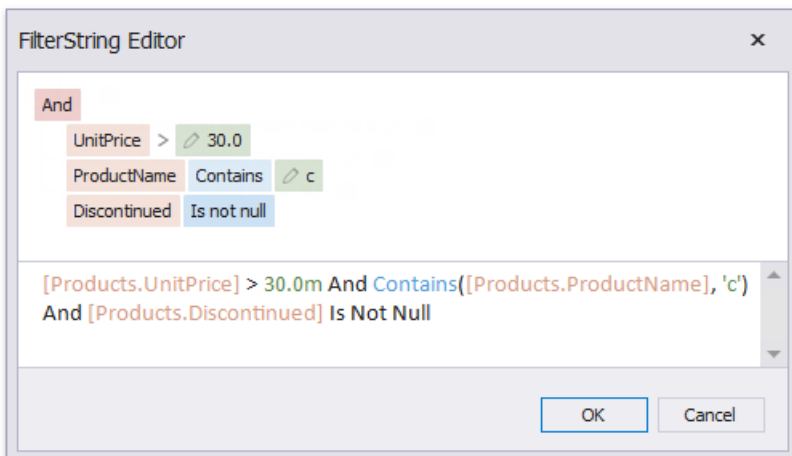 FilterString Editor
And
UnitPrice > 30.0
ProductName Contains c
Discontinued Is not null
[Products.UnitPrice] > 30.0m And Contains([Products.ProductName], 'c')
And [Products.Discontinued] Is Not Null
OK Cancel